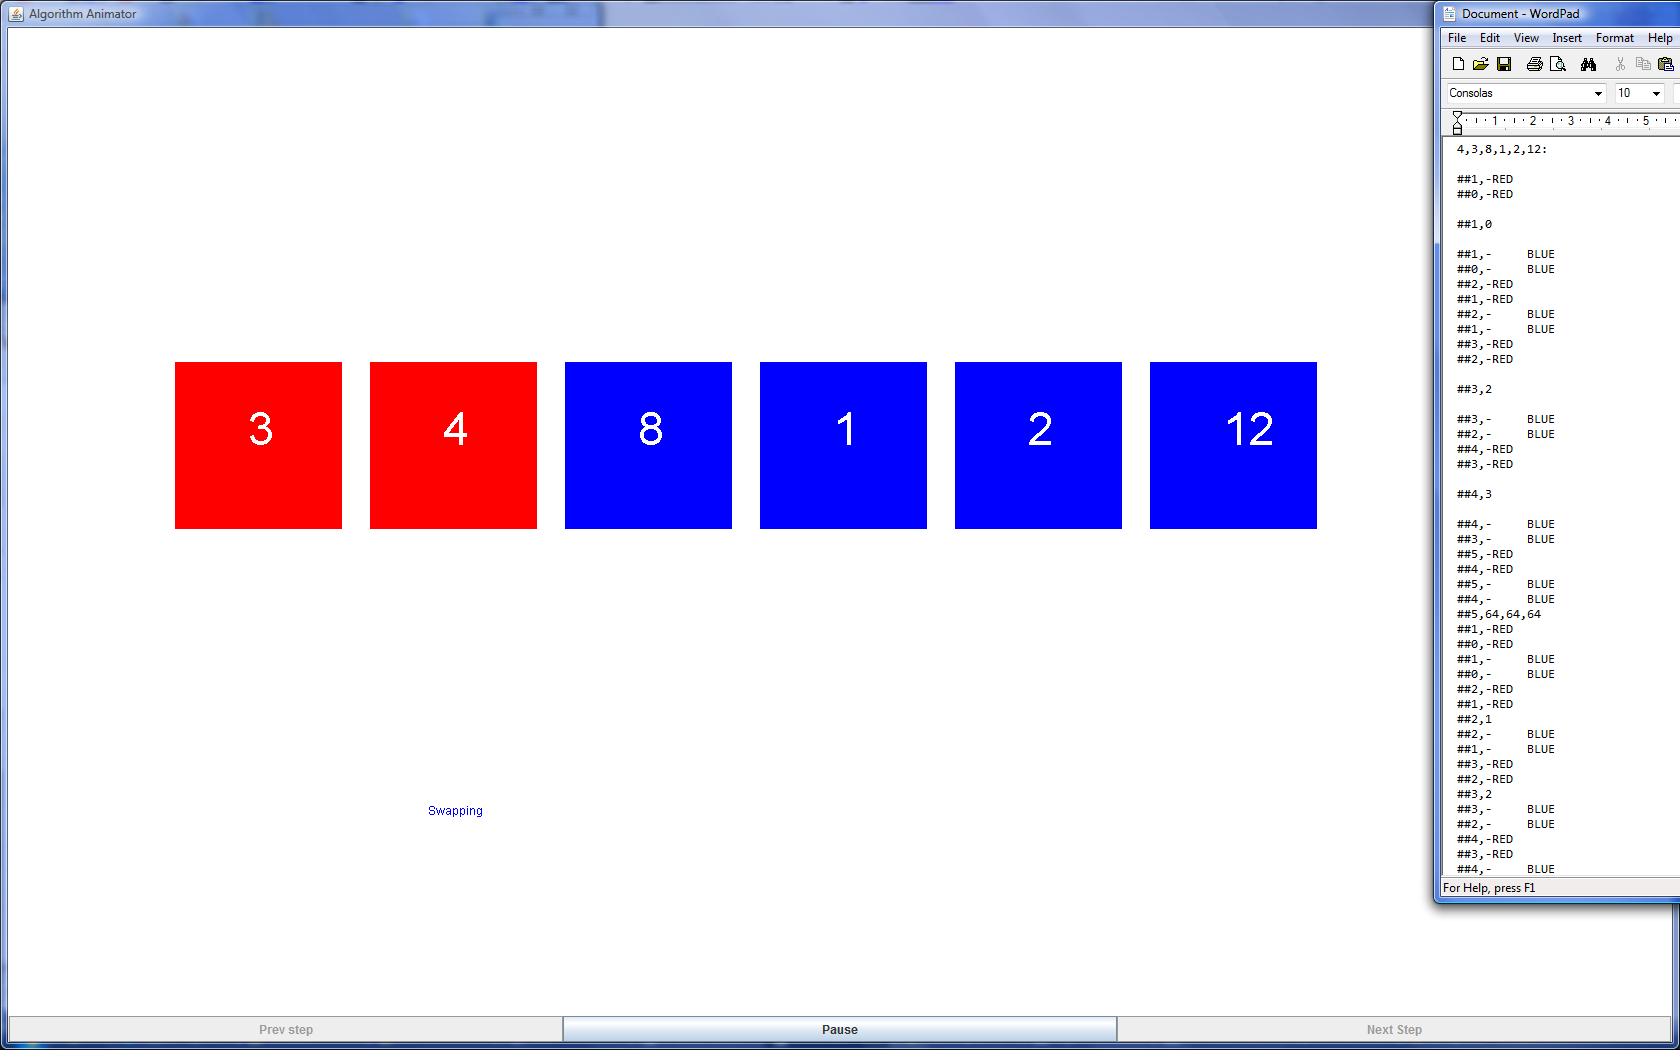 Algorithm Animator
3 4 8 1 2 12
Swapping
Prev step Pause Next Step
Document - WordPad
File Edit View Insert Format Help
Consolas 10
1 2 3 4 5
4,3,8,1,2,12:
##1,-RED
##0,-RED
##1,0
##1,- BLUE
##0,- BLUE
##2,-RED
##1,-RED
##2,- BLUE
##1,- BLUE
##3,-RED
##2,-RED
##3,2
##3,- BLUE
##2,- BLUE
##4,-RED
##3,-RED
##4,3
##4,- BLUE
##3,- BLUE
##5,-RED
##4,-RED
##5,- BLUE
##4,- BLUE
##5,64,64,64
##1,-RED
##0,-RED
##1,- BLUE
##0,- BLUE
##2,-RED
##1,-RED
##2,1
##2,- BLUE
##1,- BLUE
##3,-RED
##2,-RED
##3,2
##3,- BLUE
##2,- BLUE
##4,-RED
##3,-RED
##4,- BLUE
For Help, press F1